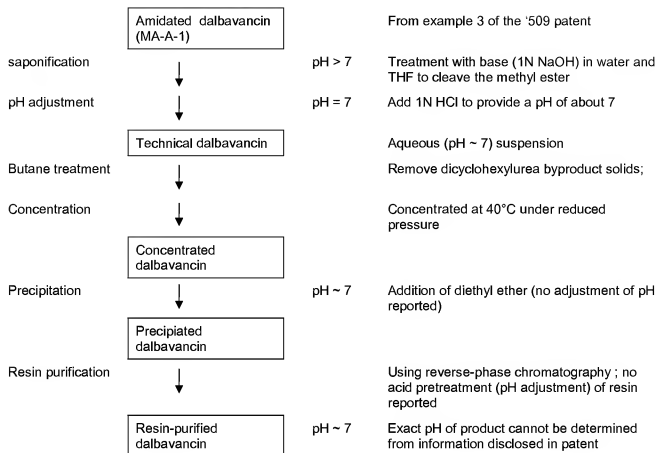 Amidated dalbavancin
(MA-A-1)
From example 3 of the ‘509 patent
saponification
pH > 7
Treatment with base (1N NaOH) in water and
THF to cleave the methyl ester
pH adjustment
pH = 7
Add 1N HCl to provide a pH of about 7
Technical dalbavancin
Aqueous (pH ~ 7) suspension
Butane treatment
Remove dicyclohexylurea byproduct solids;
Concentration
Concentrated at 40°C under reduced
pressure
Concentrated
dalbavancin
Precipitation
pH ~ 7
Addition of diethyl ether (no adjustment of pH
reported)
Precipiated
dalbavancin
Resin purification
Using reverse-phase chromatography ; no
acid pretreatment (pH adjustment) of resin
reported
Resin-purified
dalbavancin
pH ~ 7
Exact pH of product cannot be determined
from information disclosed in patent